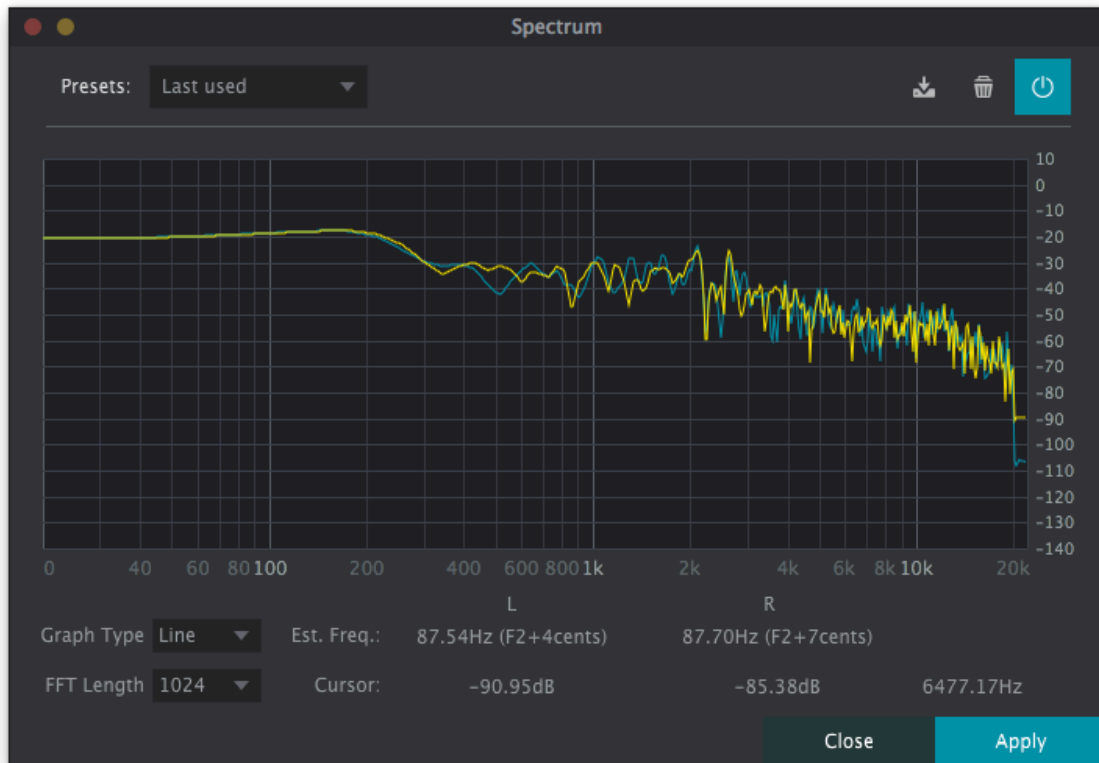 Spectrum
Presets: Last used
10
0
-10
-20
-30
-40
-50
-60
-70
-80
-90
-100
-110
-120
-130
-140
0 40 60 80 100 200 400 600 800 1k 2k 4k 6k 8k 10k 20k
L R
Graph Type Line Est. Freq.: 87.54Hz (F2+4cents) 87.70Hz (F2+7cents)
FFT Length 1024 Cursor: -90.95dB -85.38dB 6477.17Hz
Close Apply